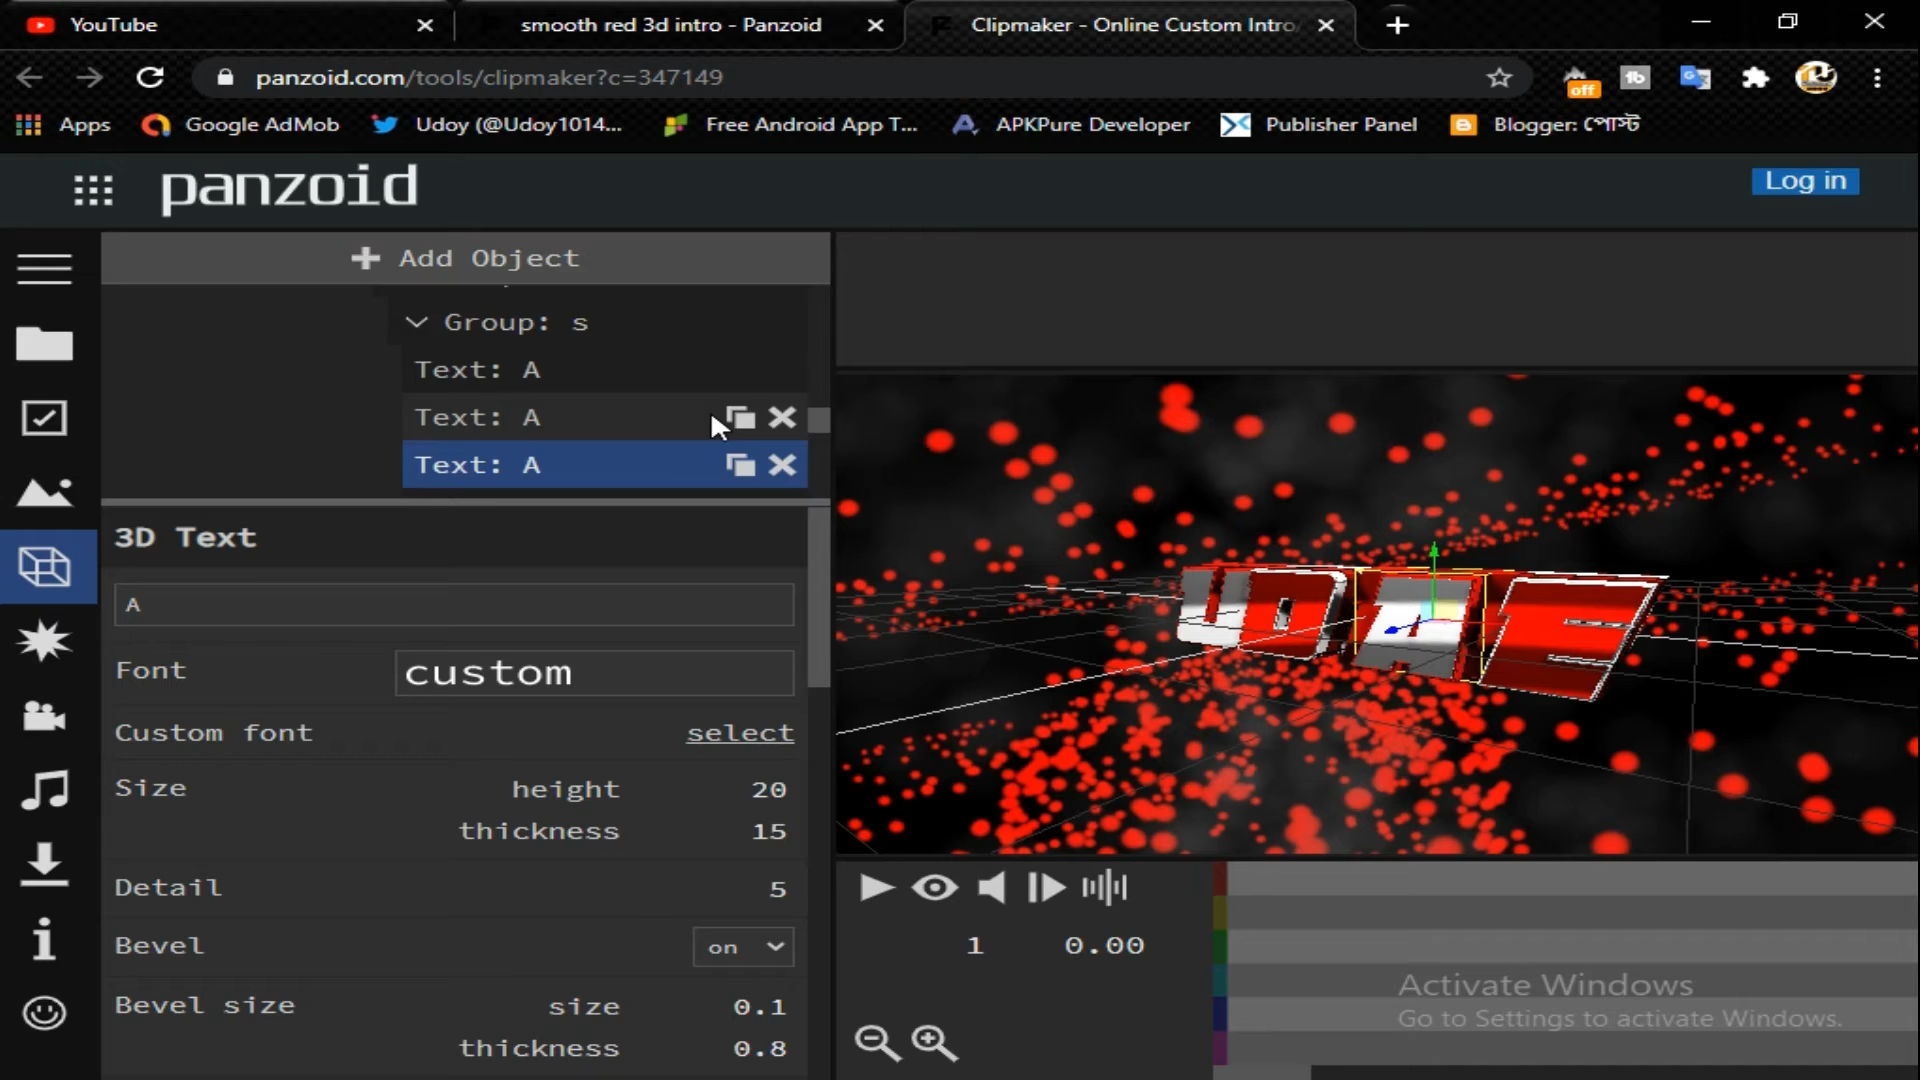 YouTube
smooth red 3d intro - Panzoid
Clipmaker - Online Custom Intro
panzoid.com/tools/clipmaker?c=347149
off
Apps
Google AdMob
Udoy (@Udoy1014...
Free Android App T...
APKPure Developer
Publisher Panel
Blogger: পোস্ট
panzoid
Log in
Add Object
Group: s
Text: A
Text: A
Text: A
3D Text
A
Font custom
Custom font select
Size height 20
thickness 15
Detail 5
Bevel on
Bevel size size 0.1
thickness 0.8
1 0.00
Activate Windows
Go to Settings to activate Windows.